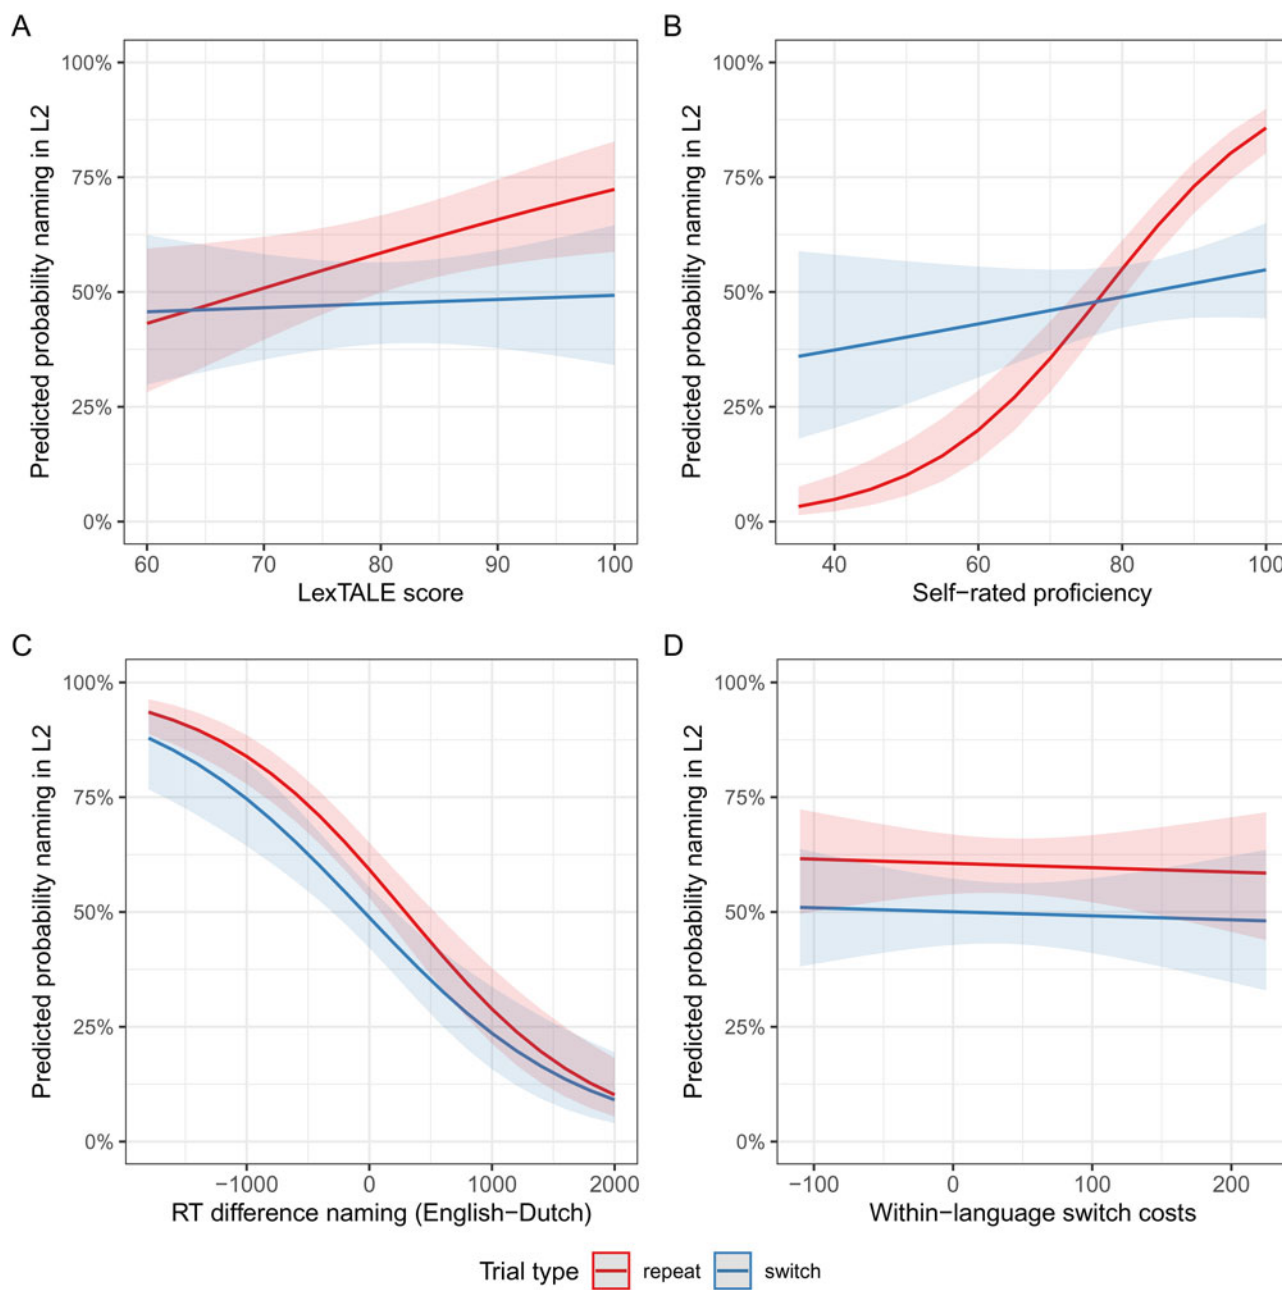 A
Predicted probability naming in L2
100%
75%
50%
25%
0%
60 70 80 90 100
LexTALE score
B
Predicted probability naming in L2
100%
75%
50%
25%
0%
40 60 80 100
Self−rated proficiency
C
Predicted probability naming in L2
100%
75%
50%
25%
0%
−1000 0 1000 2000
RT difference naming (English−Dutch)
D
Predicted probability naming in L2
100%
75%
50%
25%
0%
−100 0 100 200
Within−language switch costs
Trial type repeat switch